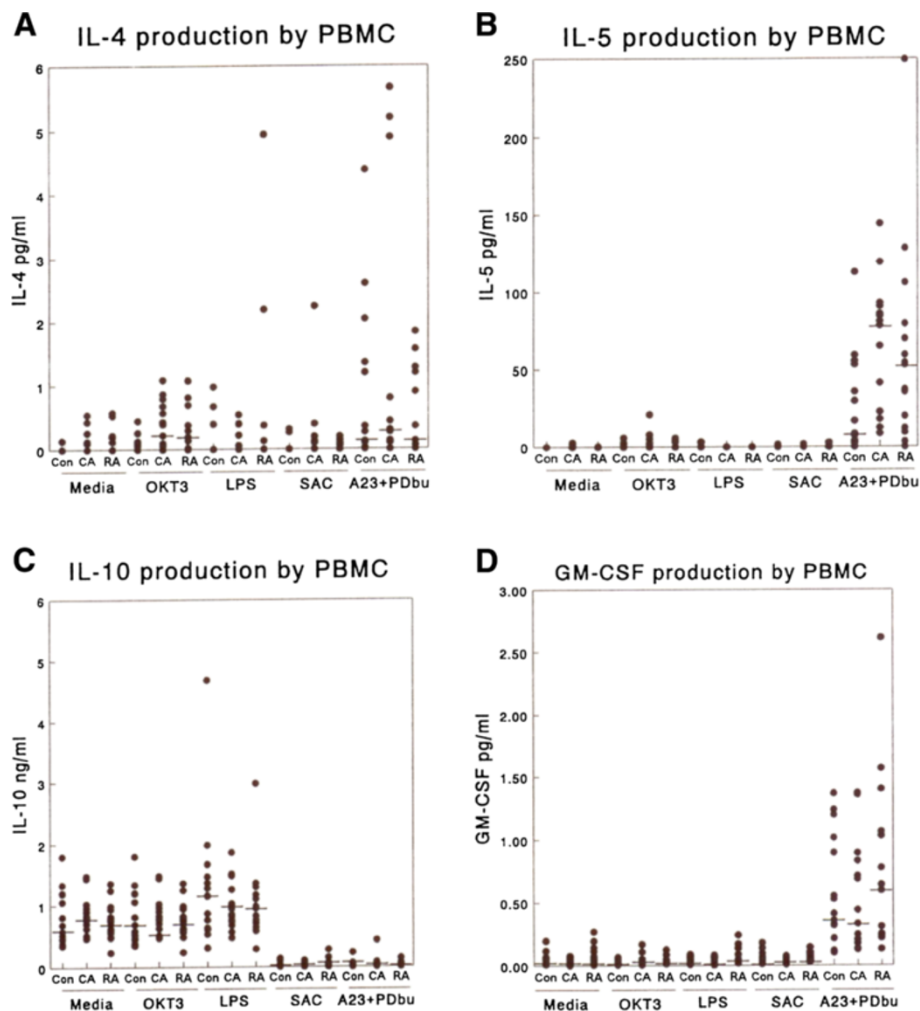 A
IL-4 production by PBMC
6
5
4
3
2
1
0
IL-4 pg/ml
Con CA RA Con CA RA Con CA RA Con CA RA Con CA RA
Media OKT3 LPS SAC A23+PDbu
B
IL-5 production by PBMC
250
200
150
100
50
0
IL-5 pg/ml
Con CA RA Con CA RA Con CA RA Con CA RA Con CA RA
Media OKT3 LPS SAC A23+PDbu
C
IL-10 production by PBMC
6
5
4
3
2
1
0
IL-10 ng/ml
Con CA RA Con CA RA Con CA RA Con CA RA Con CA RA
Media OKT3 LPS SAC A23+PDbu
D
GM-CSF production by PBMC
3.00
2.50
2.00
1.50
1.00
0.50
0.00
GM-CSF pg/ml
Con CA RA Con CA RA Con CA RA Con CA RA Con CA RA
Media OKT3 LPS SAC A23+PDbu